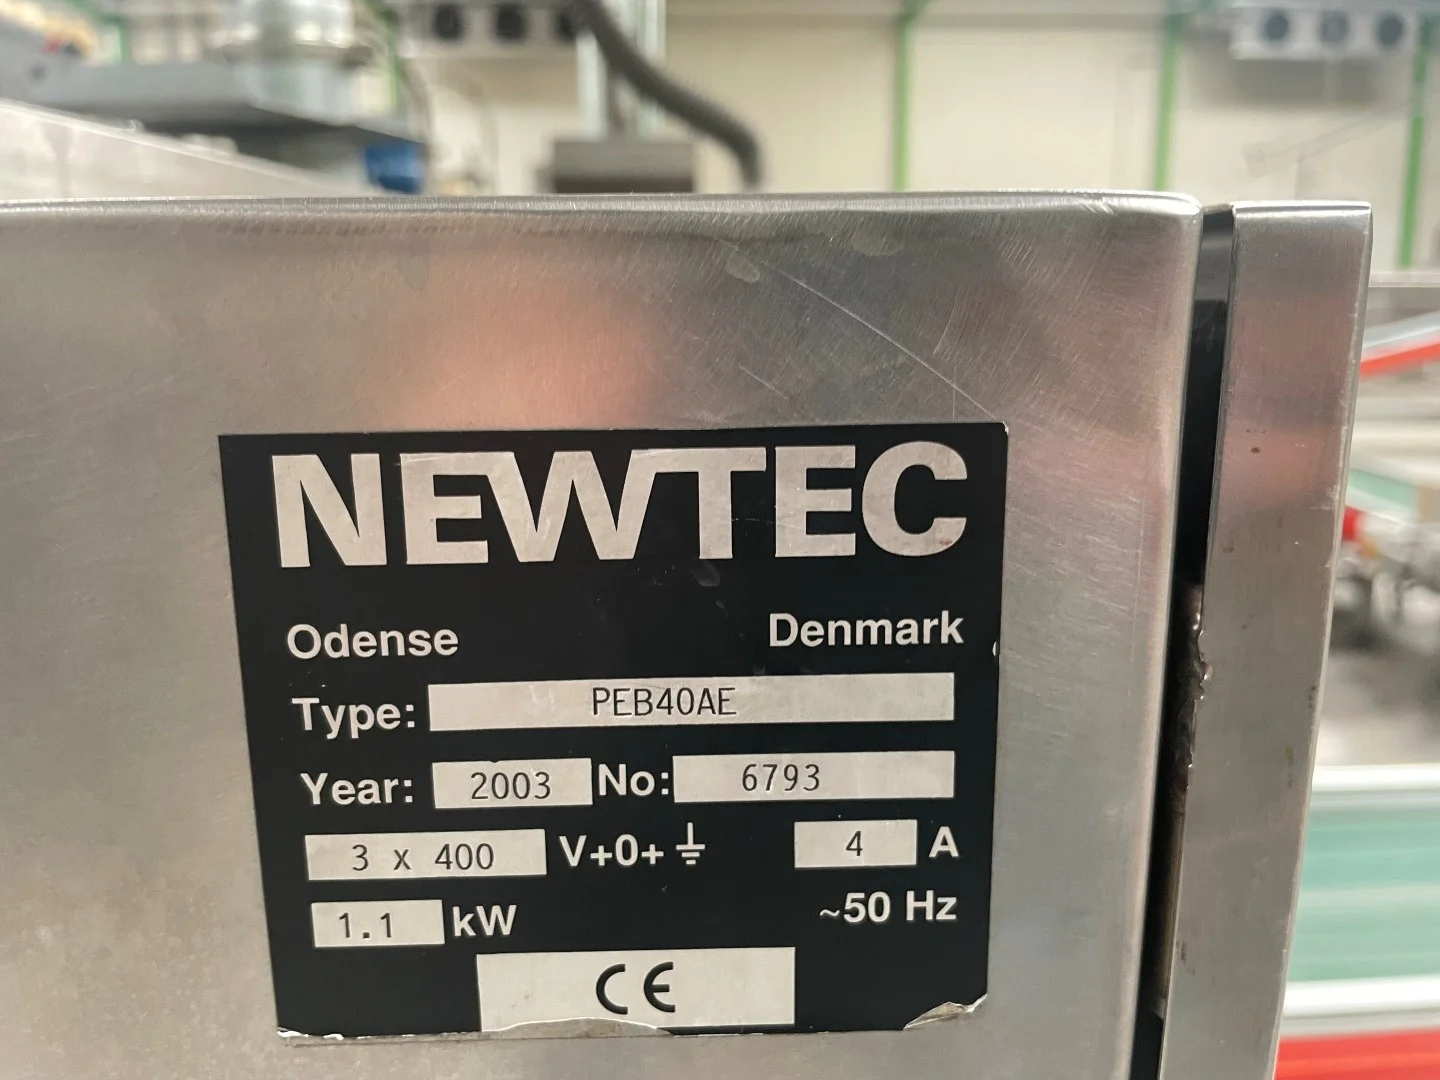 NEWTEC
Odense Denmark
Type: PEB40AE
Year: 2003 No: 6793
3 x 400 V+0+⏚ 4 A
1.1 kW ~50 Hz
CE